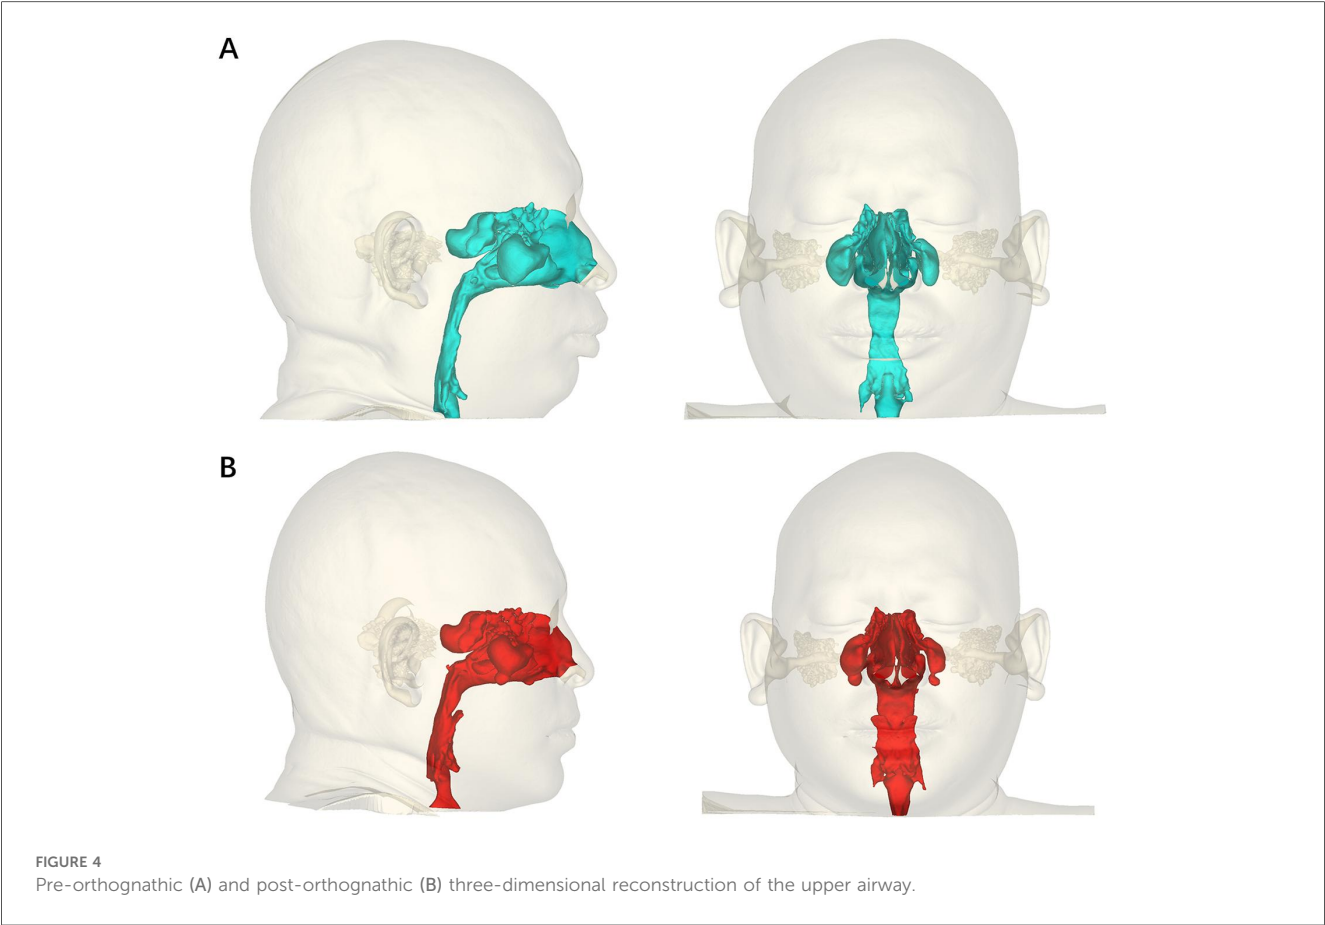 A
B
FIGURE 4
Pre-orthognathic (A) and post-orthognathic (B) three-dimensional reconstruction of the upper airway.